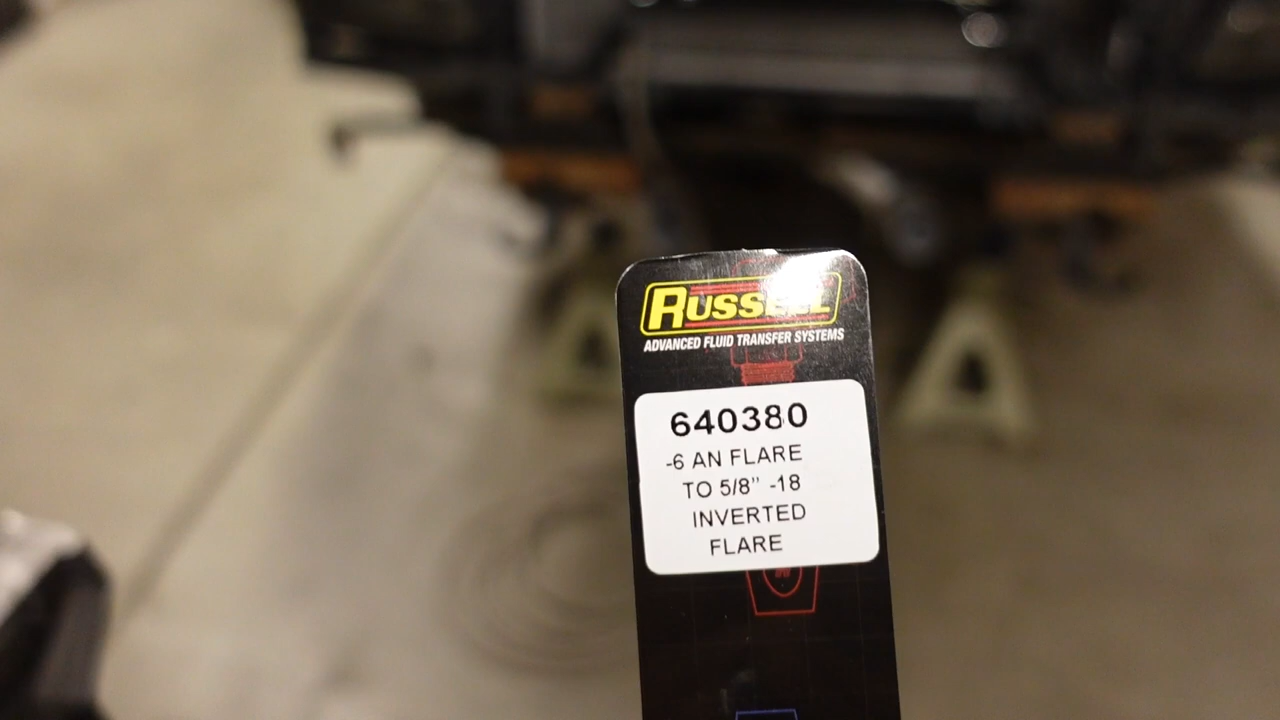 RUSSELL
ADVANCED FLUID TRANSFER SYSTEMS
640380
-6 AN FLARE
TO 5/8” -18
INVERTED
FLARE